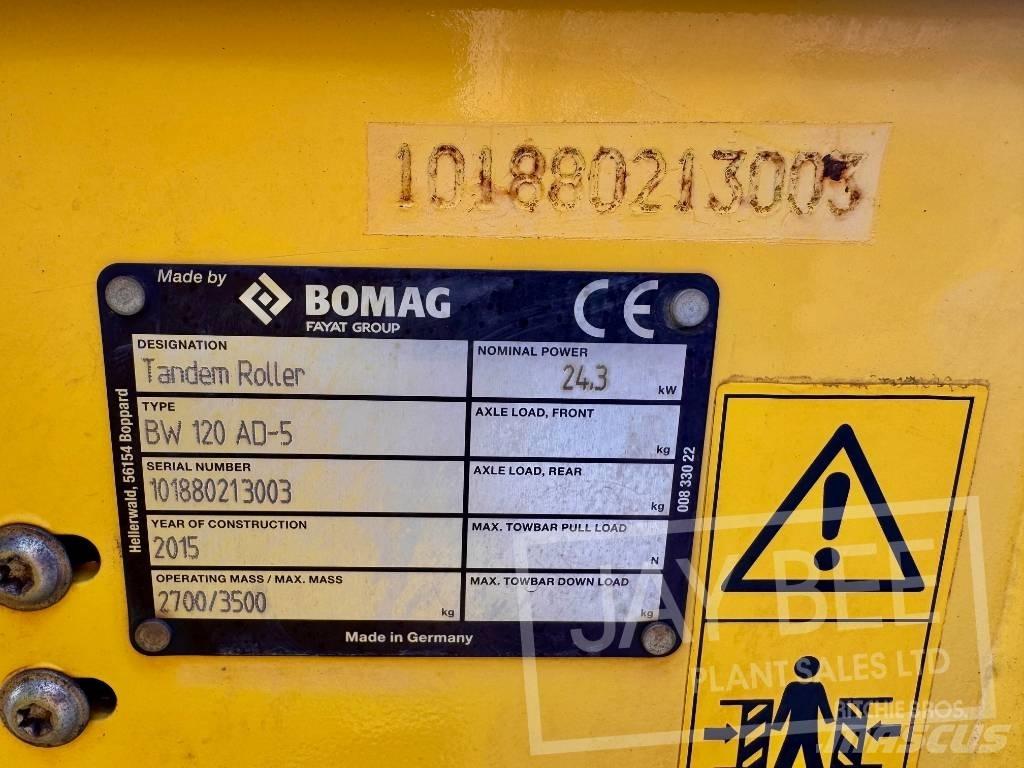 101880213003
Made by
BOMAG
FAYAT GROUP
CE
DESIGNATION
Tandem Roller
NOMINAL POWER
24,3 kW
TYPE
BW 120 AD-5
AXLE LOAD, FRONT
kg
SERIAL NUMBER
101880213003
AXLE LOAD, REAR
kg
YEAR OF CONSTRUCTION
2015
MAX. TOWBAR PULL LOAD
N
OPERATING MASS / MAX. MASS
2700/3500 kg
MAX. TOWBAR DOWN LOAD
kg
Made in Germany
Hellerwald, 56154 Boppard
008 330 22
JAY BEE
PLANT SALES LTD
RITCHIE BROS.
MASCUS